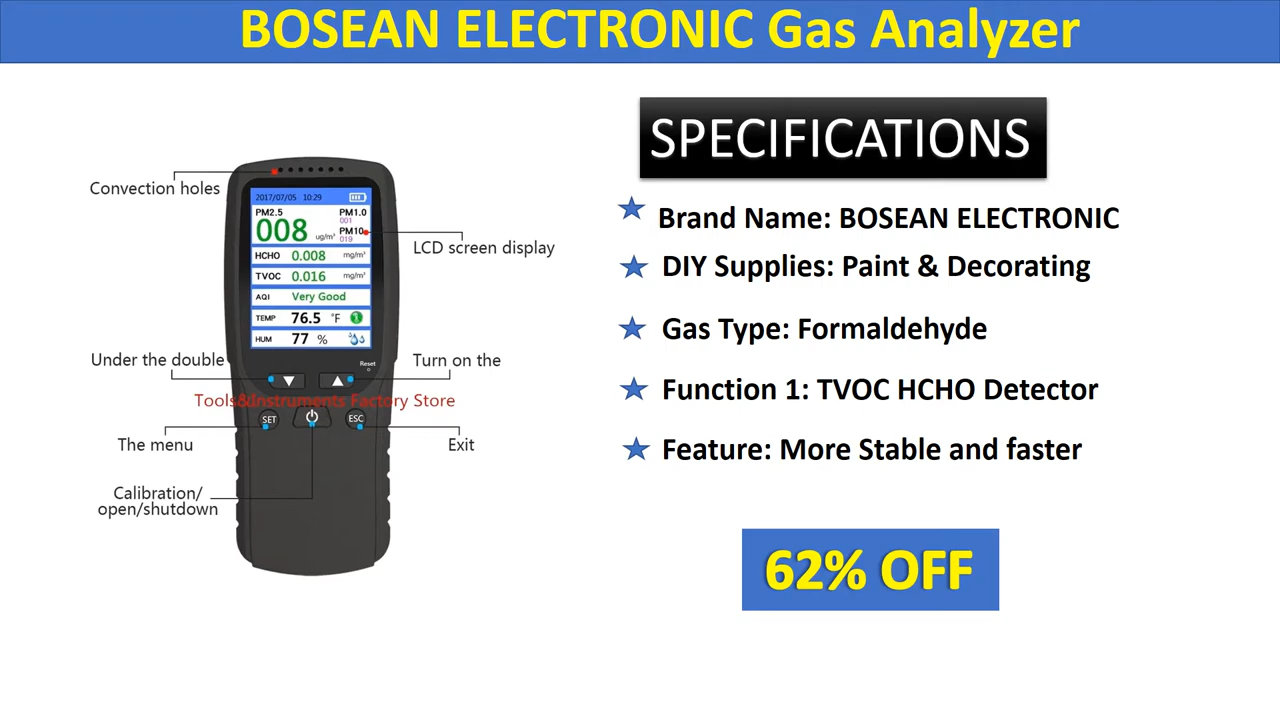 BOSEAN ELECTRONIC Gas Analyzer
SPECIFICATIONS
Brand Name: BOSEAN ELECTRONIC
DIY Supplies: Paint & Decorating
Gas Type: Formaldehyde
Function 1: TVOC HCHO Detector
Feature: More Stable and faster
62% OFF
Convection holes
LCD screen display
Under the double
Turn on the
The menu
Exit
Calibration/
open/shutdown
2017/07/05 10:29
PM2.5
008 ug/m³
PM1.0
001
PM10
019
HCHO 0.008 mg/m³
TVOC 0.016 mg/m³
AQI Very Good
TEMP 76.5 °F
HUM 77 %
Reset
Tools&Instruments Factory Store
SET
ESC